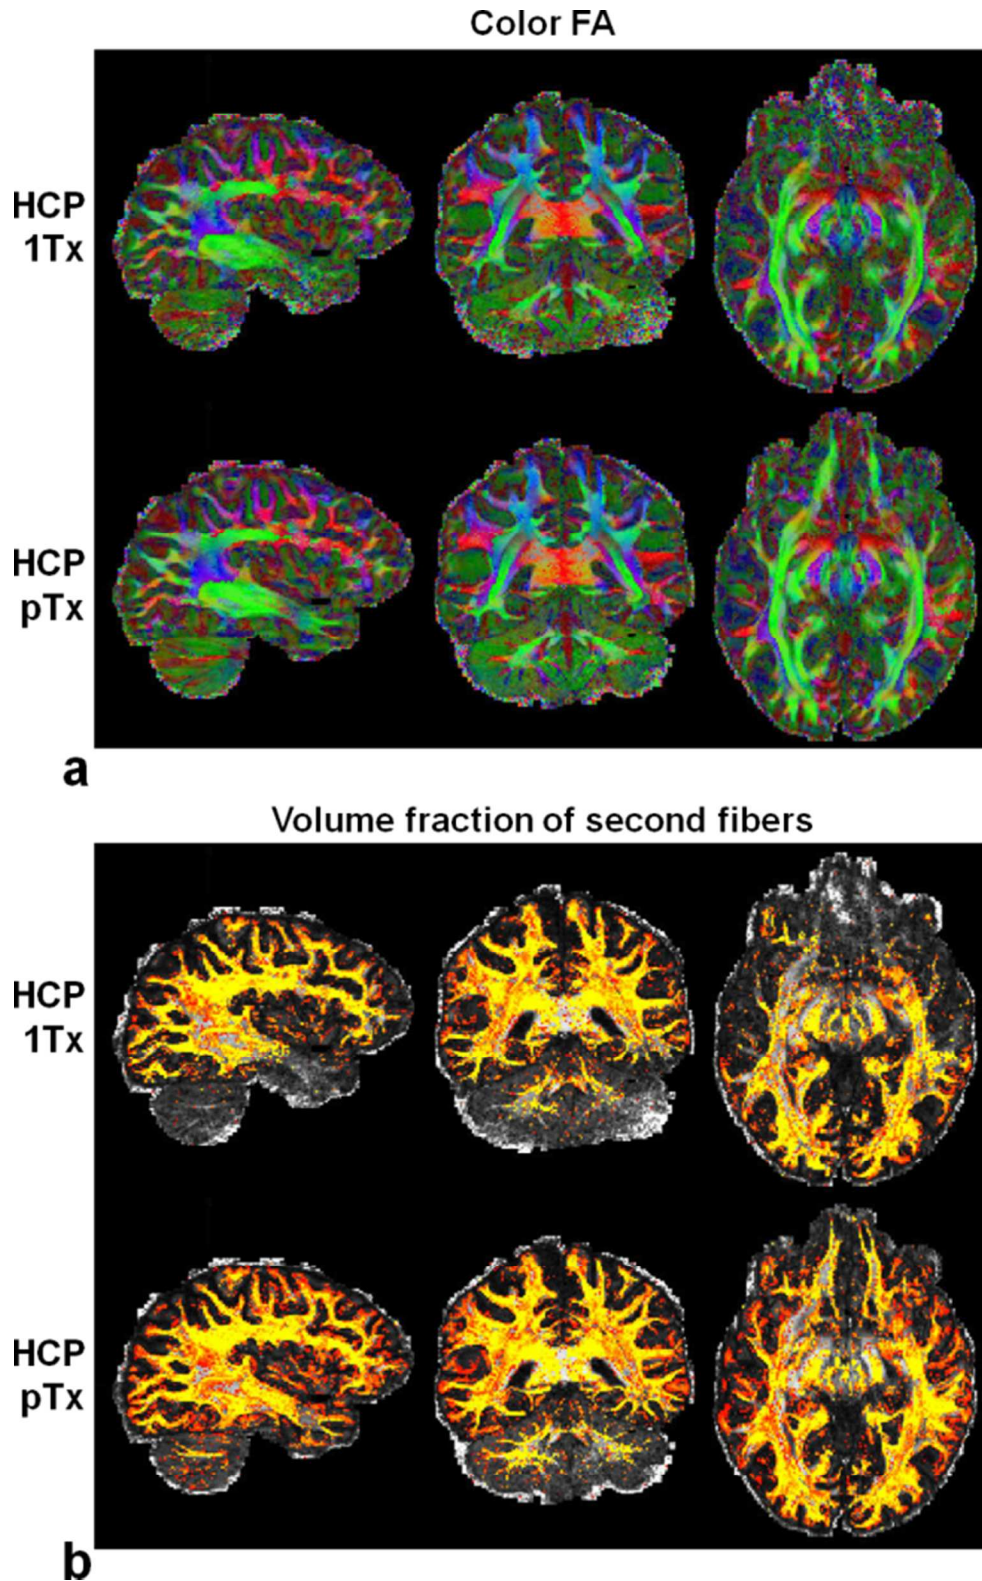 Color FA
HCP
1Tx
HCP
pTx
a
Volume fraction of second fibers
HCP
1Tx
HCP
pTx
b